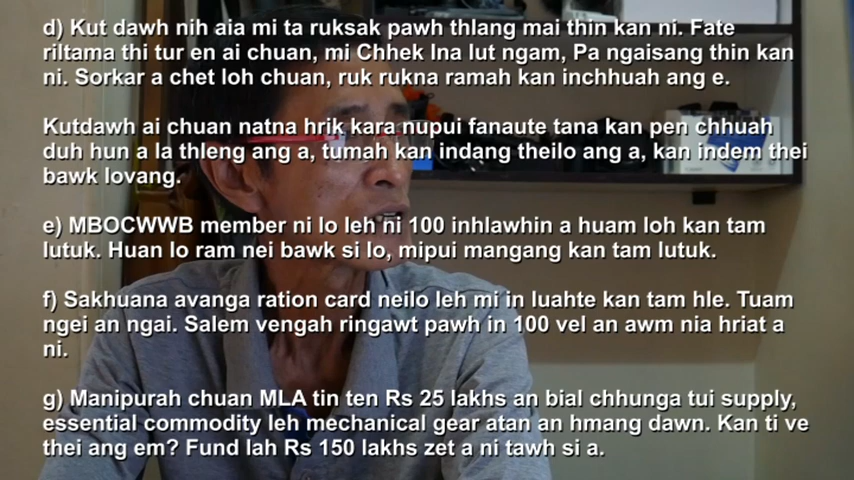 d) Kut dawh nih aia mi ta ruksak pawh thlang mai thin kan ni. Fate
riltama thi tur en ai chuan, mi Chhek Ina lut ngam, Pa ngaisang thin kan
ni. Sorkar a chet loh chuan, ruk rukna ramah kan inchhuah ang e.
Kutdawh ai chuan natna hrik kara nupui fanaute tana kan pen chhuah
duh hun a la thleng ang a, tumah kan indang theilo ang a, kan indem thei
bawk lovang.
e) MBOCWWB member ni lo leh ni 100 inhlawhin a huam loh kan tam
lutuk. Huan lo ram nei bawk si lo, mipui mangang kan tam lutuk.
f) Sakhuana avanga ration card neilo leh mi in luahte kan tam hle. Tuam
ngei an ngai. Salem vengah ringawt pawh in 100 vel an awm nia hriat a
ni.
g) Manipurah chuan MLA tin ten Rs 25 lakhs an bial chhunga tui supply,
essential commodity leh mechanical gear atan an hmang dawn. Kan ti ve
thei ang em? Fund lah Rs 150 lakhs zet a ni tawh si a.